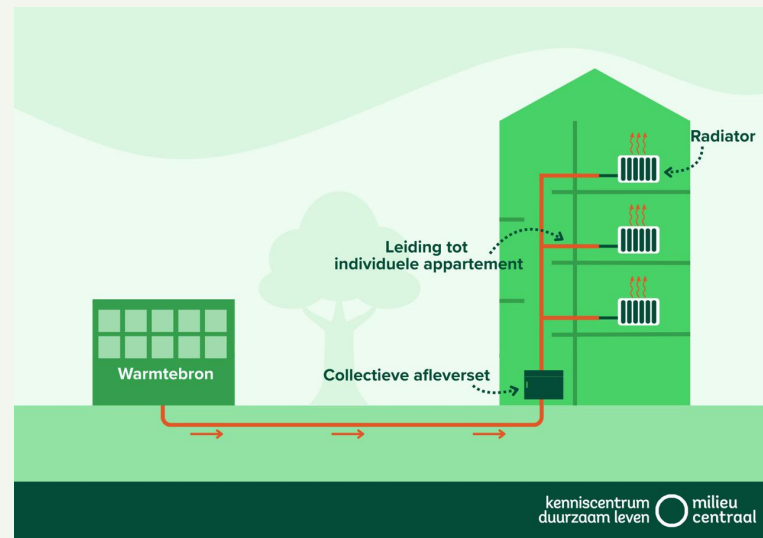 Radiator
Leiding tot
individuele appartement
Warmtebron
Collectieve afleverset
kenniscentrum
duurzaam leven
milieu
centraal